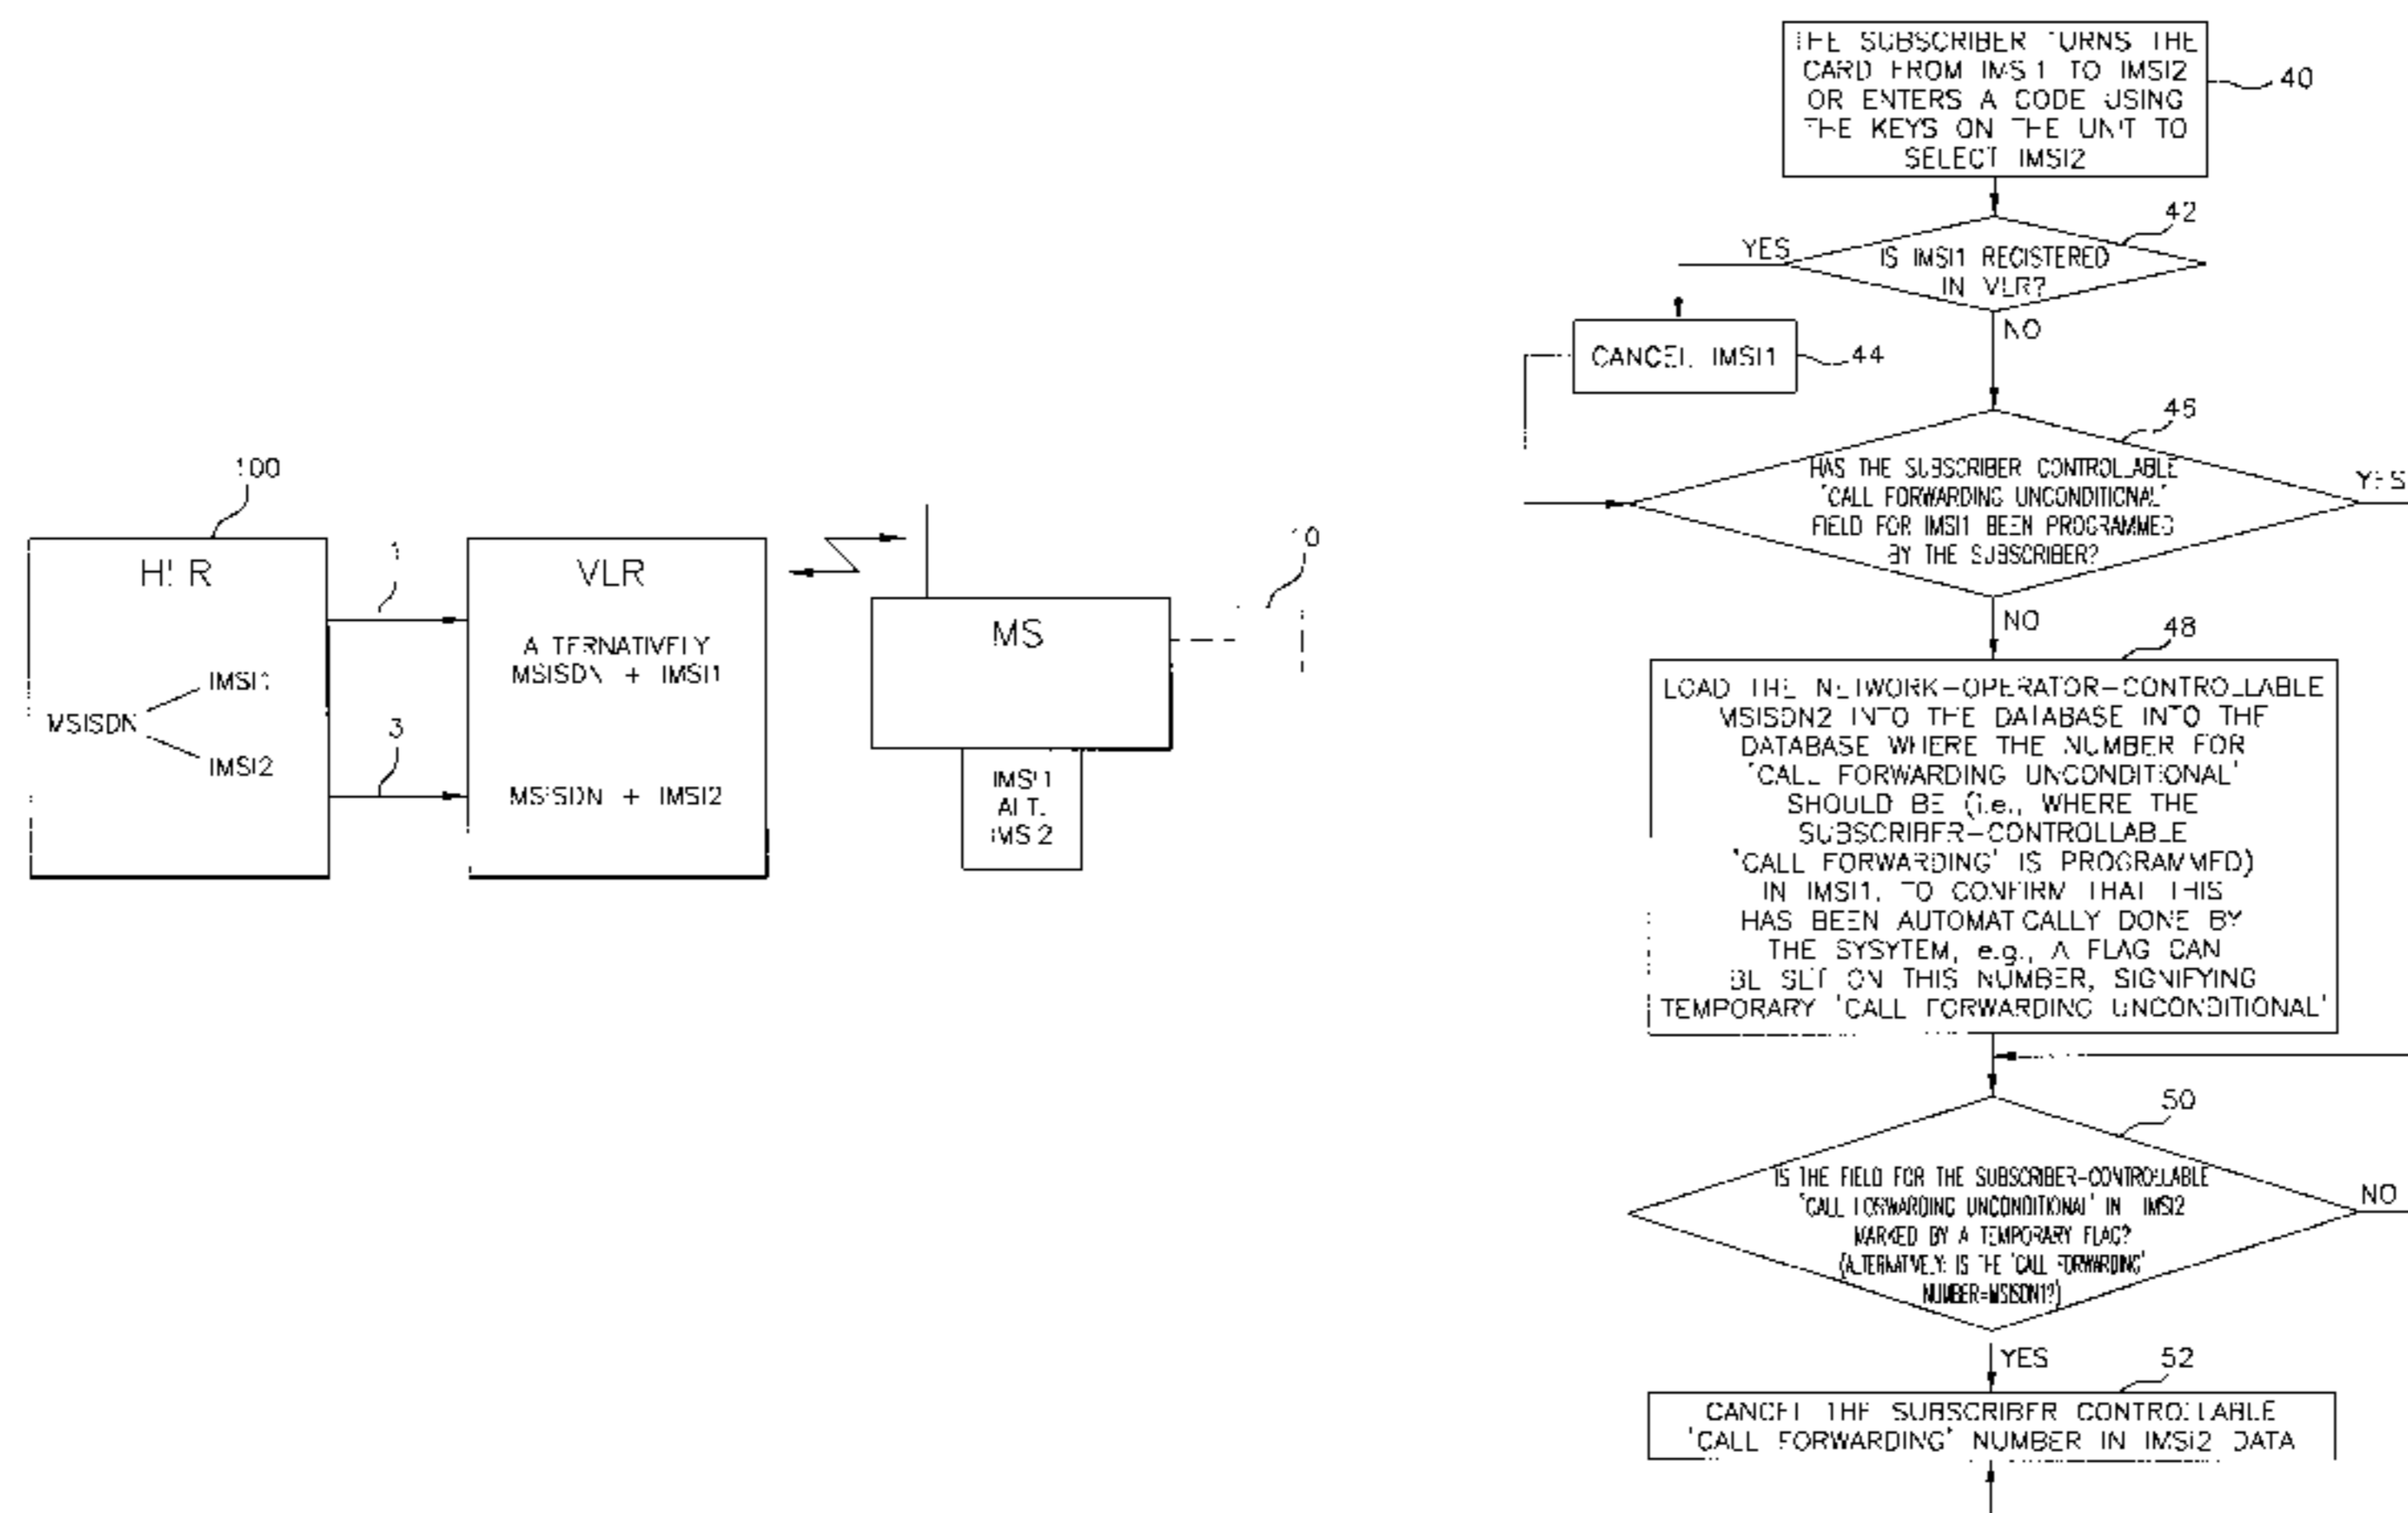 100
HLR
MSISDN
IMSI1
IMSI2
1
3
VLR
ALTERNATIVELY
MSISDN + IMSI1
MSISDN + IMSI2
MS
10
IMSI1
ALT.
IMSI2
THE SUBSCRIBER TURNS THE
CARD FROM IMSI1 TO IMSI2
OR ENTERS A CODE USING
THE KEYS ON THE UNIT TO
SELECT IMSI2
40
42
YES
IS IMSI1 REGISTERED
IN VLR?
NO
CANCEL IMSI1
44
46
HAS THE SUBSCRIBER CONTROLLABLE
'CALL FORWARDING UNCONDITIONAL'
FIELD FOR IMSI1 BEEN PROGRAMMED
BY THE SUBSCRIBER?
YES
NO
48
LOAD THE NETWORK-OPERATOR-CONTROLLABLE
MSISDN2 INTO THE DATABASE INTO THE
DATABASE WHERE THE NUMBER FOR
'CALL FORWARDING UNCONDITIONAL'
SHOULD BE (i.e., WHERE THE
SUBSCRIBER-CONTROLLABLE
'CALL FORWARDING' IS PROGRAMMED)
IN IMSI1. TO CONFIRM THAT THIS
HAS BEEN AUTOMATICALLY DONE BY
THE SYSYTEM, e.g., A FLAG CAN
BE SET ON THIS NUMBER, SIGNIFYING
TEMPORARY 'CALL FORWARDING UNCONDITIONAL'
50
IS THE FIELD FOR THE SUBSCRIBER-CONTROLLABLE
'CALL FORWARDING UNCONDITIONAL' IN IMSI2
MARKED BY A TEMPORARY FLAG?
(ALTERNATIVELY: IS THE 'CALL FORWARDING'
NUMBER=MSISDN1?)
NO
YES
52
CANCEL THE SUBSCRIBER CONTROLLABLE
'CALL FORWARDING' NUMBER IN IMSI2 DATA